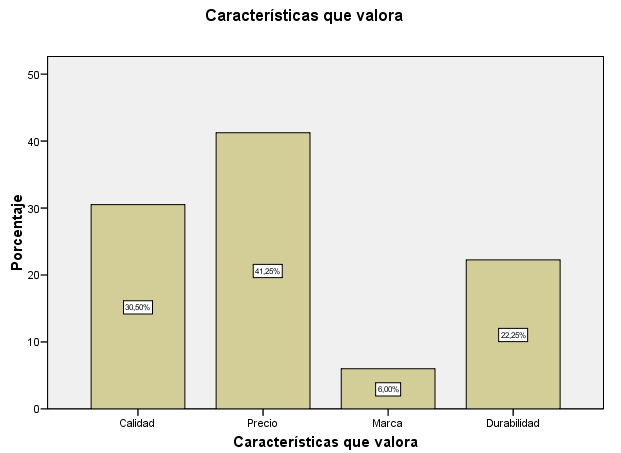 Características que valora
Porcentaje
50
40
30
20
10
0
30,50%
41,25%
6,00%
22,25%
Calidad
Precio
Marca
Durabilidad
Características que valora